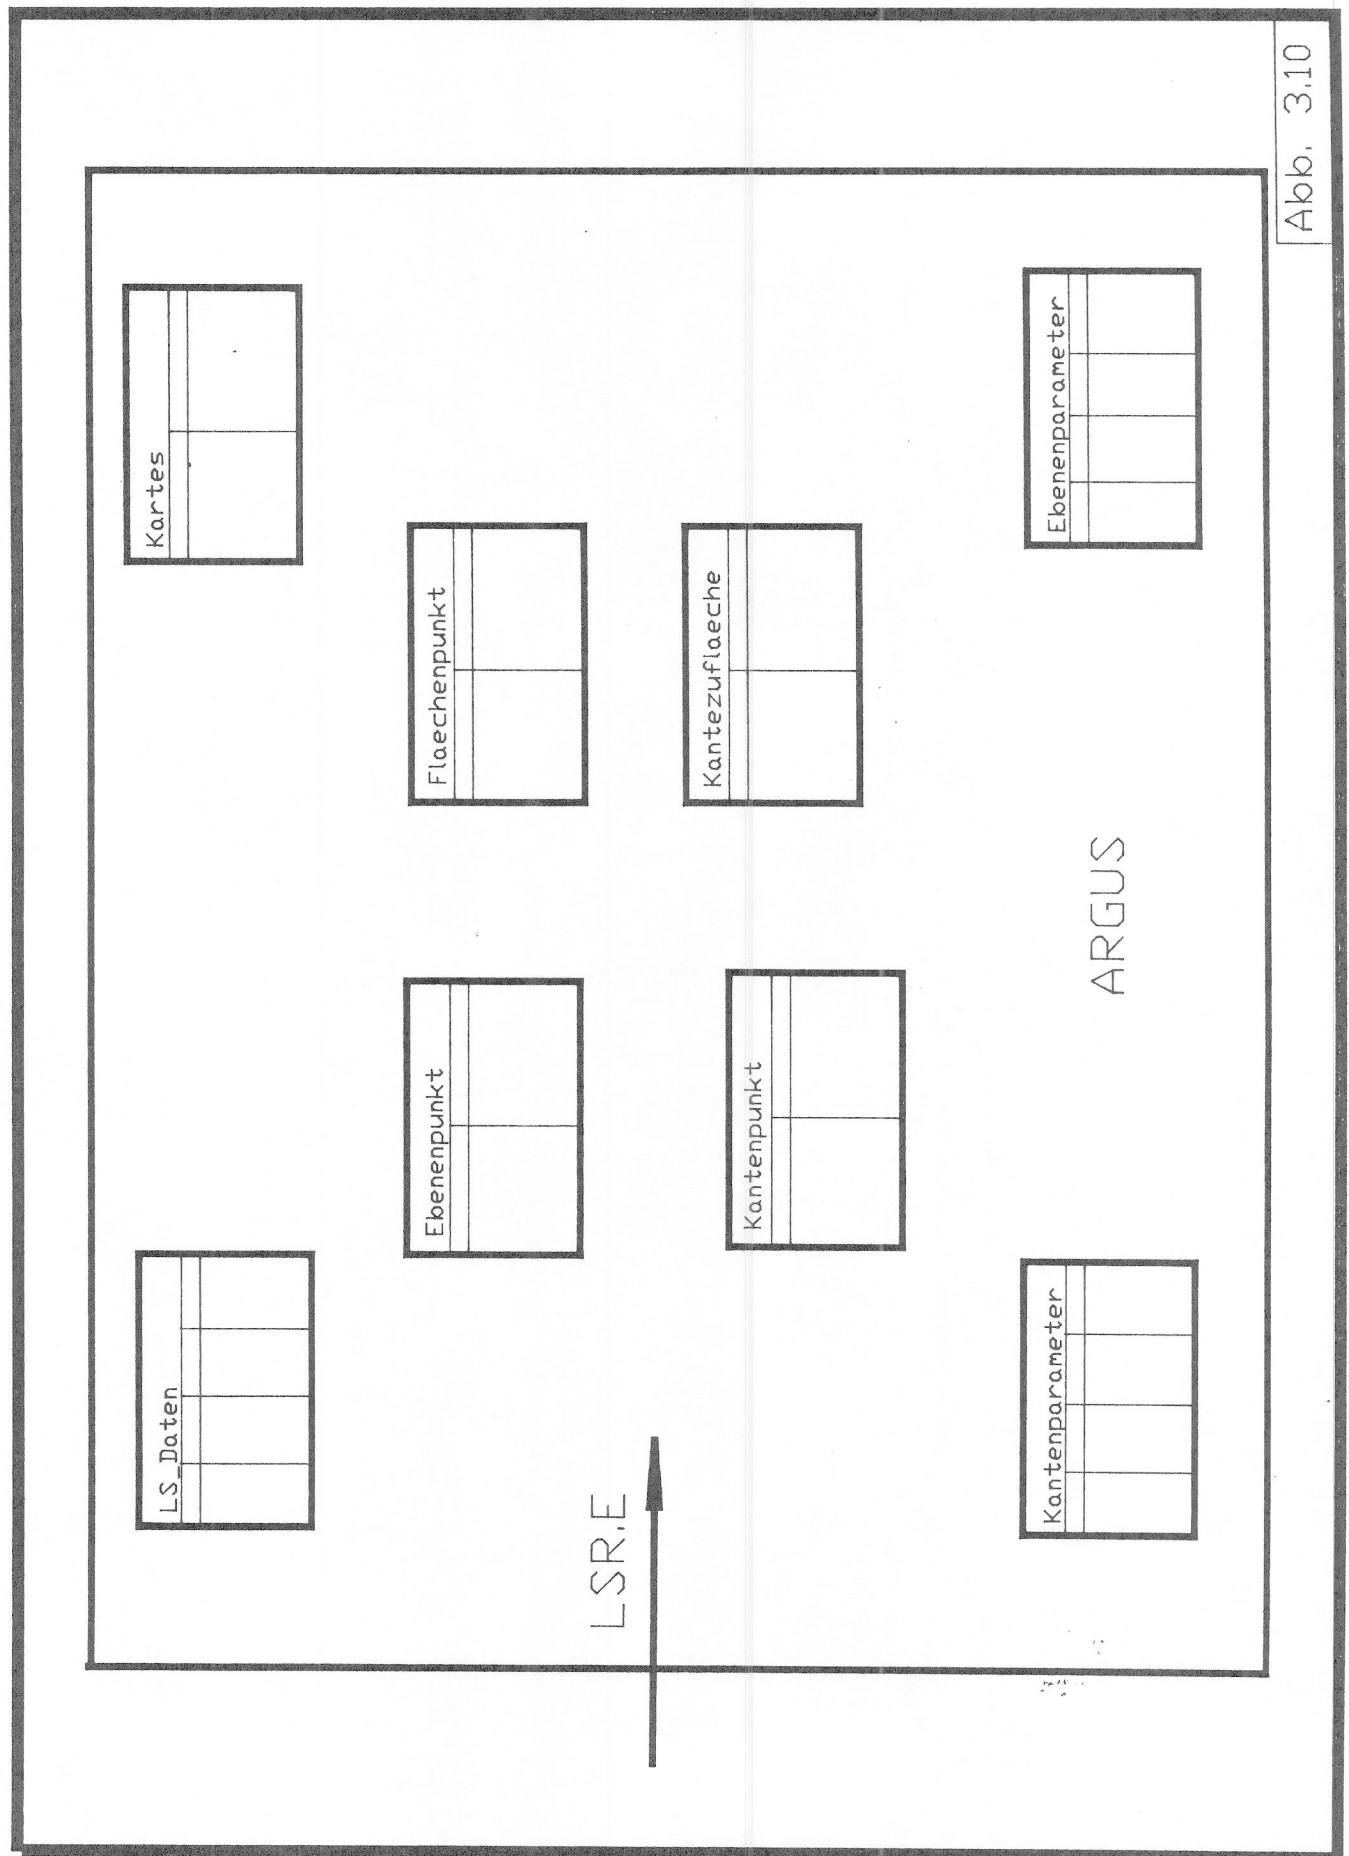 LS_Daten
Kartes
Ebenenpunkt
Flaechenpunkt
LSR.E
Kantenpunkt
Kantezuflaeche
Kantenparameter
ARGUS
Ebenenparameter
Abb. 3.10